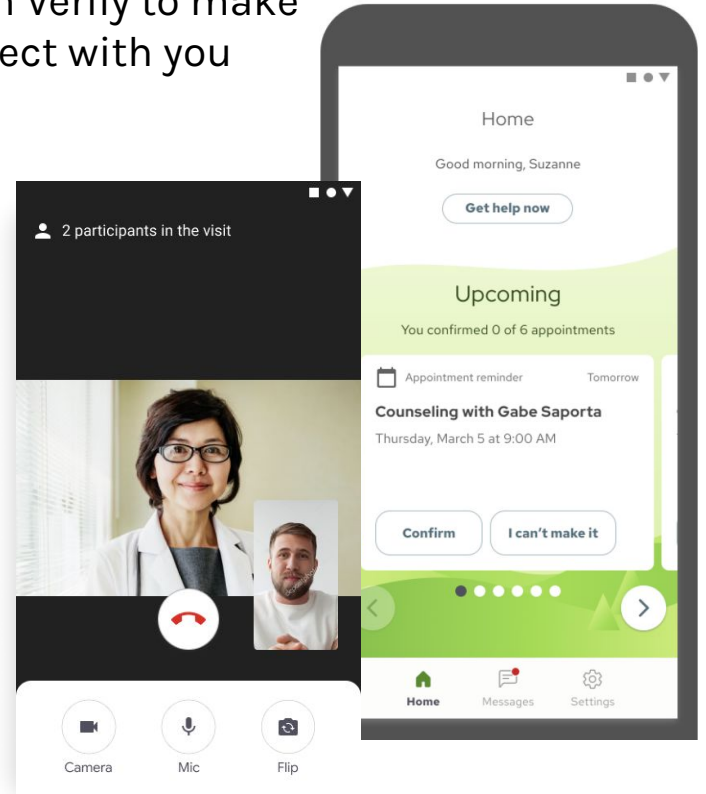 Verify to make
ect with you
Home
Good morning, Suzanne
Get help now
Upcoming
You confirmed 0 of 6 appointments
Appointment reminder Tomorrow
Counseling with Gabe Saporta
Thursday, March 5 at 9:00 AM
Confirm I can't make it
Home Messages Settings
2 participants in the visit
Camera Mic Flip